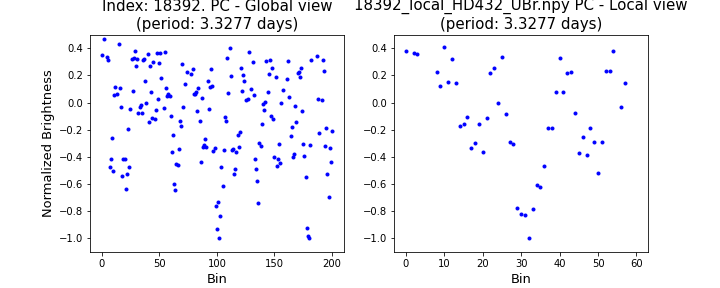 Index: 18392. PC - Global view
(period: 3.3277 days)
18392_local_HD432_UBr.npy PC - Local view
(period: 3.3277 days)
Normalized Brightness
0.4
0.2
0.0
−0.2
−0.4
−0.6
−0.8
−1.0
0 50 100 150 200
Bin
0.4
0.2
0.0
−0.2
−0.4
−0.6
−0.8
−1.0
0 10 20 30 40 50 60
Bin